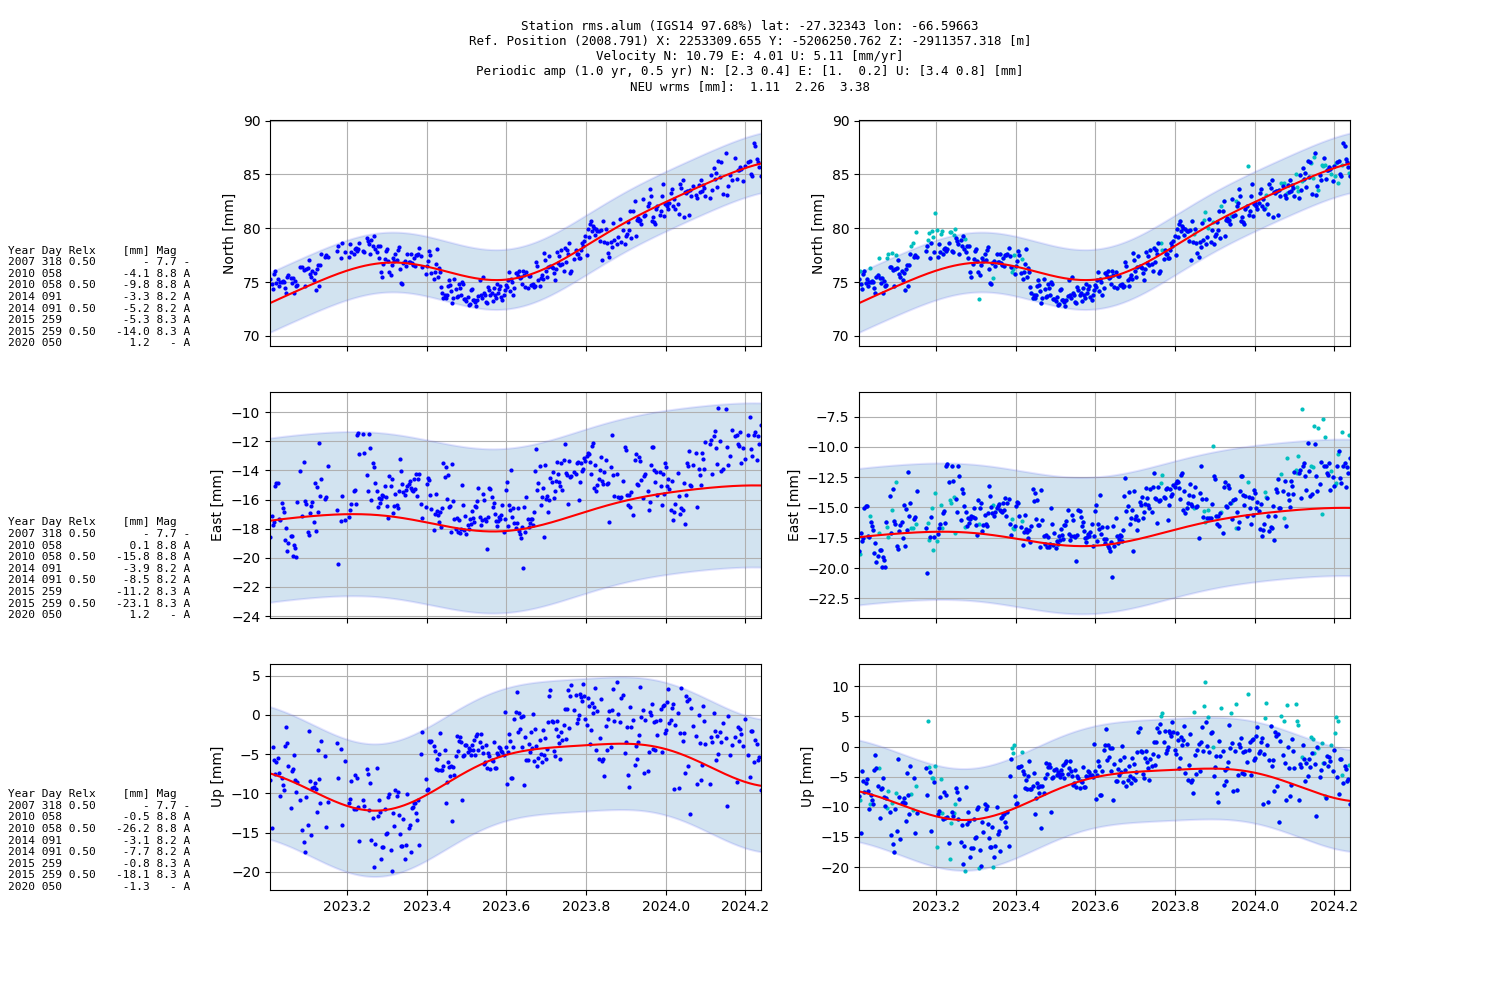 Station rms.alum (IGS14 97.68%) lat: -27.32343 lon: -66.59663
Ref. Position (2008.791) X: 2253309.655 Y: -5206250.762 Z: -2911357.318 [m]
Velocity N: 10.79 E: 4.01 U: 5.11 [mm/yr]
Periodic amp (1.0 yr, 0.5 yr) N: [2.3 0.4] E: [1.  0.2] U: [3.4 0.8] [mm]
NEU wrms [mm]:  1.11  2.26  3.38
Year Day Relx    [mm] Mag
2007 318 0.50       - 7.7 -
2010 058         -4.1 8.8 A
2010 058 0.50    -9.8 8.8 A
2014 091         -3.3 8.2 A
2014 091 0.50    -5.2 8.2 A
2015 259         -5.3 8.3 A
2015 259 0.50   -14.0 8.3 A
2020 050          1.2   - A
North [mm]
90
85
80
75
70
North [mm]
90
85
80
75
70
Year Day Relx    [mm] Mag
2007 318 0.50       - 7.7 -
2010 058          0.1 8.8 A
2010 058 0.50   -15.8 8.8 A
2014 091         -3.9 8.2 A
2014 091 0.50    -8.5 8.2 A
2015 259        -11.2 8.3 A
2015 259 0.50   -23.1 8.3 A
2020 050          1.2   - A
East [mm]
−10
−12
−14
−16
−18
−20
−22
−24
East [mm]
−7.5
−10.0
−12.5
−15.0
−17.5
−20.0
−22.5
Year Day Relx    [mm] Mag
2007 318 0.50       - 7.7 -
2010 058         -0.5 8.8 A
2010 058 0.50   -26.2 8.8 A
2014 091         -3.1 8.2 A
2014 091 0.50    -7.7 8.2 A
2015 259         -0.8 8.3 A
2015 259 0.50   -18.1 8.3 A
2020 050         -1.3   - A
Up [mm]
5
0
−5
−10
−15
−20
2023.2 2023.4 2023.6 2023.8 2024.0 2024.2
Up [mm]
10
5
0
−5
−10
−15
−20
2023.2 2023.4 2023.6 2023.8 2024.0 2024.2